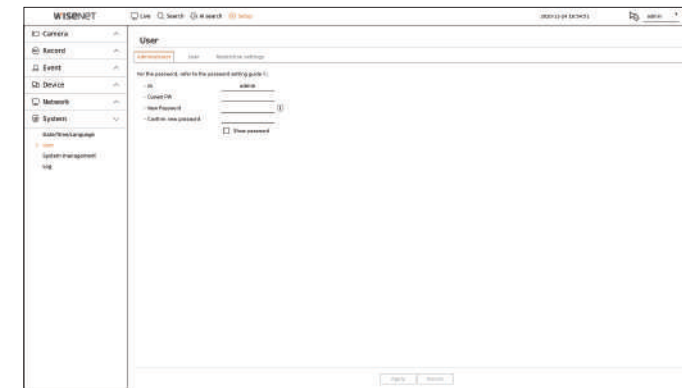 WISENET
Live Search AI search Setup
admin
Camera
Record
Event
Device
Network
System
Date/Time/Language
User
System management
Log
User
Administrator User Restriction settings
For the password, refer to the password setting guide
- ID admin
- Current PW
- New Password
- Confirm new password
Show password
Apply Revert